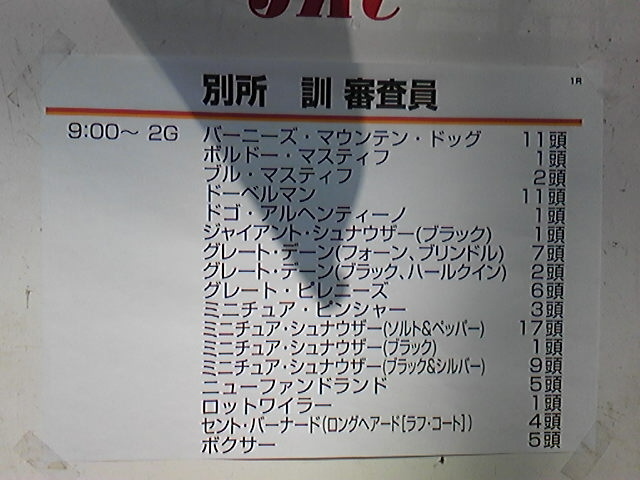 別所 訓 審査員
1R
9:00～ 2G バーニーズ・マウンテン・ドッグ 11頭
ボルドー・マスティフ 1頭
ブル・マスティフ 2頭
ドーベルマン 11頭
ドゴ・アルヘンティーノ 1頭
ジャイアント・シュナウザー(ブラック) 1頭
グレート・デーン(フォーン、ブリンドル) 7頭
グレート・デーン(ブラック、ハールクイン) 2頭
グレート・ピレニーズ 6頭
ミニチュア・ピンシャー 3頭
ミニチュア・シュナウザー(ソルト&ペッパー) 17頭
ミニチュア・シュナウザー(ブラック) 1頭
ミニチュア・シュナウザー(ブラック&シルバー) 9頭
ニューファンドランド 5頭
ロットワイラー 1頭
セント・バーナード(ロングヘアード[ラフ・コート]) 4頭
ボクサー 5頭